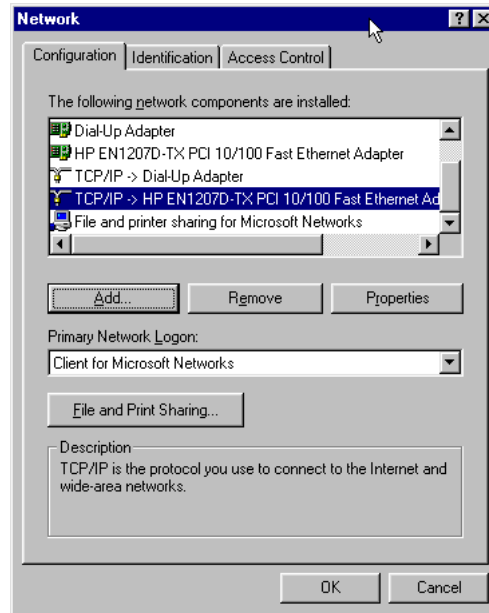 Network
Configuration Identification Access Control
The following network components are installed:
Dial-Up Adapter
HP EN1207D-TX PCI 10/100 Fast Ethernet Adapter
TCP/IP -> Dial-Up Adapter
TCP/IP -> HP EN1207D-TX PCI 10/100 Fast Ethernet Ad
File and printer sharing for Microsoft Networks
Add... Remove Properties
Primary Network Logon:
Client for Microsoft Networks
File and Print Sharing...
Description
TCP/IP is the protocol you use to connect to the Internet and
wide-area networks.
OK Cancel